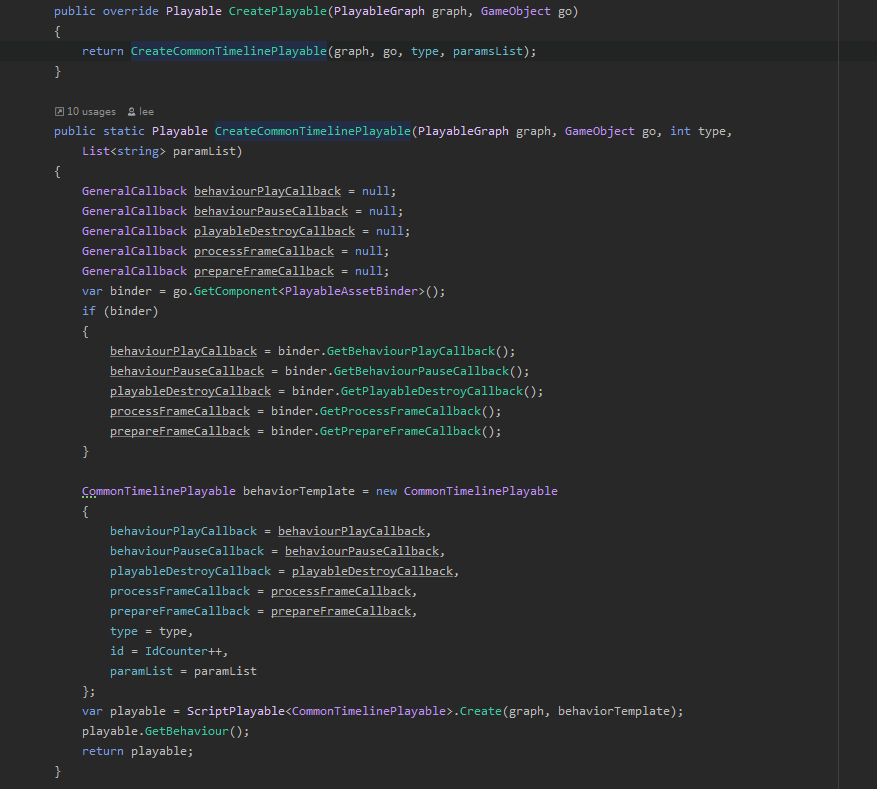 public override Playable CreatePlayable(PlayableGraph graph, GameObject go)
{
return CreateCommonTimelinePlayable(graph, go, type, paramsList);
}
10 usages lee
public static Playable CreateCommonTimelinePlayable(PlayableGraph graph, GameObject go, int type,
List<string> paramList)
{
GeneralCallback behaviourPlayCallback = null;
GeneralCallback behaviourPauseCallback = null;
GeneralCallback playableDestroyCallback = null;
GeneralCallback processFrameCallback = null;
GeneralCallback prepareFrameCallback = null;
var binder = go.GetComponent<PlayableAssetBinder>();
if (binder)
{
behaviourPlayCallback = binder.GetBehaviourPlayCallback();
behaviourPauseCallback = binder.GetBehaviourPauseCallback();
playableDestroyCallback = binder.GetPlayableDestroyCallback();
processFrameCallback = binder.GetProcessFrameCallback();
prepareFrameCallback = binder.GetPrepareFrameCallback();
}
CommonTimelinePlayable behaviorTemplate = new CommonTimelinePlayable
{
behaviourPlayCallback = behaviourPlayCallback,
behaviourPauseCallback = behaviourPauseCallback,
playableDestroyCallback = playableDestroyCallback,
processFrameCallback = processFrameCallback,
prepareFrameCallback = prepareFrameCallback,
type = type,
id = IdCounter++,
paramList = paramList
};
var playable = ScriptPlayable<CommonTimelinePlayable>.Create(graph, behaviorTemplate);
playable.GetBehaviour();
return playable;
}